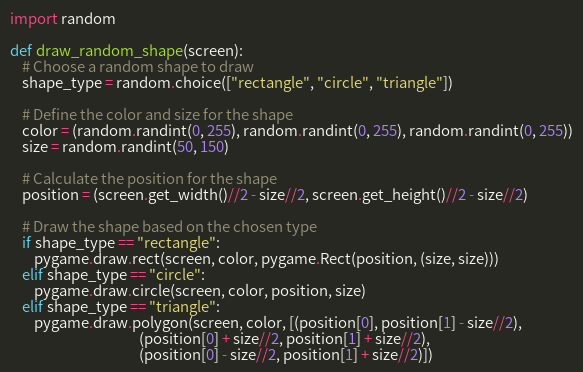 import random
def draw_random_shape(screen):
# Choose a random shape to draw
shape_type = random.choice(["rectangle", "circle", "triangle"])
# Define the color and size for the shape
color = (random.randint(0, 255), random.randint(0, 255), random.randint(0, 255))
size = random.randint(50, 150)
# Calculate the position for the shape
position = (screen.get_width()//2 - size//2, screen.get_height()//2 - size//2)
# Draw the shape based on the chosen type
if shape_type == "rectangle":
pygame.draw.rect(screen, color, pygame.Rect(position, (size, size)))
elif shape_type == "circle":
pygame.draw.circle(screen, color, position, size)
elif shape_type == "triangle":
pygame.draw.polygon(screen, color, [(position[0], position[1] - size//2),
(position[0] + size//2, position[1] + size//2),
(position[0] - size//2, position[1] + size//2)])